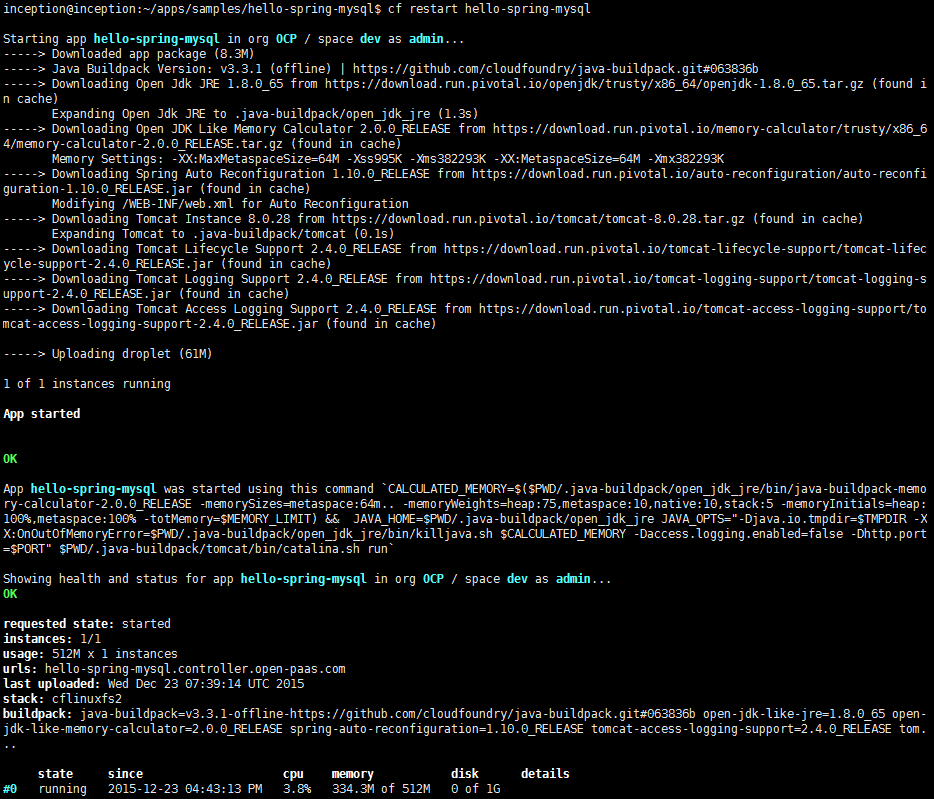 inception@inception:~/apps/samples/hello-spring-mysql$ cf restart hello-spring-mysql
Starting app hello-spring-mysql in org OCP / space dev as admin...
-----> Downloaded app package (8.3M)
-----> Java Buildpack Version: v3.3.1 (offline) | https://github.com/cloudfoundry/java-buildpack.git#063836b
-----> Downloading Open Jdk JRE 1.8.0_65 from https://download.run.pivotal.io/openjdk/trusty/x86_64/openjdk-1.8.0_65.tar.gz (found i
n cache)
       Expanding Open Jdk JRE to .java-buildpack/open_jdk_jre (1.3s)
-----> Downloading Open JDK Like Memory Calculator 2.0.0_RELEASE from https://download.run.pivotal.io/memory-calculator/trusty/x86_6
4/memory-calculator-2.0.0_RELEASE.tar.gz (found in cache)
       Memory Settings: -XX:MaxMetaspaceSize=64M -Xss995K -Xms382293K -XX:MetaspaceSize=64M -Xmx382293K
-----> Downloading Spring Auto Reconfiguration 1.10.0_RELEASE from https://download.run.pivotal.io/auto-reconfiguration/auto-reconfi
guration-1.10.0_RELEASE.jar (found in cache)
       Modifying /WEB-INF/web.xml for Auto Reconfiguration
-----> Downloading Tomcat Instance 8.0.28 from https://download.run.pivotal.io/tomcat/tomcat-8.0.28.tar.gz (found in cache)
       Expanding Tomcat to .java-buildpack/tomcat (0.1s)
-----> Downloading Tomcat Lifecycle Support 2.4.0_RELEASE from https://download.run.pivotal.io/tomcat-lifecycle-support/tomcat-lifec
ycle-support-2.4.0_RELEASE.jar (found in cache)
-----> Downloading Tomcat Logging Support 2.4.0_RELEASE from https://download.run.pivotal.io/tomcat-logging-support/tomcat-logging-s
upport-2.4.0_RELEASE.jar (found in cache)
-----> Downloading Tomcat Access Logging Support 2.4.0_RELEASE from https://download.run.pivotal.io/tomcat-access-logging-support/to
mcat-access-logging-support-2.4.0_RELEASE.jar (found in cache)
-----> Uploading droplet (61M)
1 of 1 instances running
App started
OK
App hello-spring-mysql was started using this command `CALCULATED_MEMORY=$($PWD/.java-buildpack/open_jdk_jre/bin/java-buildpack-memo
ry-calculator-2.0.0_RELEASE -memorySizes=metaspace:64m.. -memoryWeights=heap:75,metaspace:10,native:10,stack:5 -memoryInitials=heap:
100%,metaspace:100% -totMemory=$MEMORY_LIMIT) &&  JAVA_HOME=$PWD/.java-buildpack/open_jdk_jre JAVA_OPTS="-Djava.io.tmpdir=$TMPDIR -X
X:OnOutOfMemoryError=$PWD/.java-buildpack/open_jdk_jre/bin/killjava.sh $CALCULATED_MEMORY -Daccess.logging.enabled=false -Dhttp.port
=$PORT" $PWD/.java-buildpack/tomcat/bin/catalina.sh run`
Showing health and status for app hello-spring-mysql in org OCP / space dev as admin...
OK
requested state: started
instances: 1/1
usage: 512M x 1 instances
urls: hello-spring-mysql.controller.open-paas.com
last uploaded: Wed Dec 23 07:39:14 UTC 2015
stack: cflinuxfs2
buildpack: java-buildpack=v3.3.1-offline-https://github.com/cloudfoundry/java-buildpack.git#063836b open-jdk-like-jre=1.8.0_65 open-
jdk-like-memory-calculator=2.0.0_RELEASE spring-auto-reconfiguration=1.10.0_RELEASE tomcat-access-logging-support=2.4.0_RELEASE tom.
..
     state     since                    cpu    memory           disk      details
#0   running   2015-12-23 04:43:13 PM   3.8%   334.3M of 512M   0 of 1G